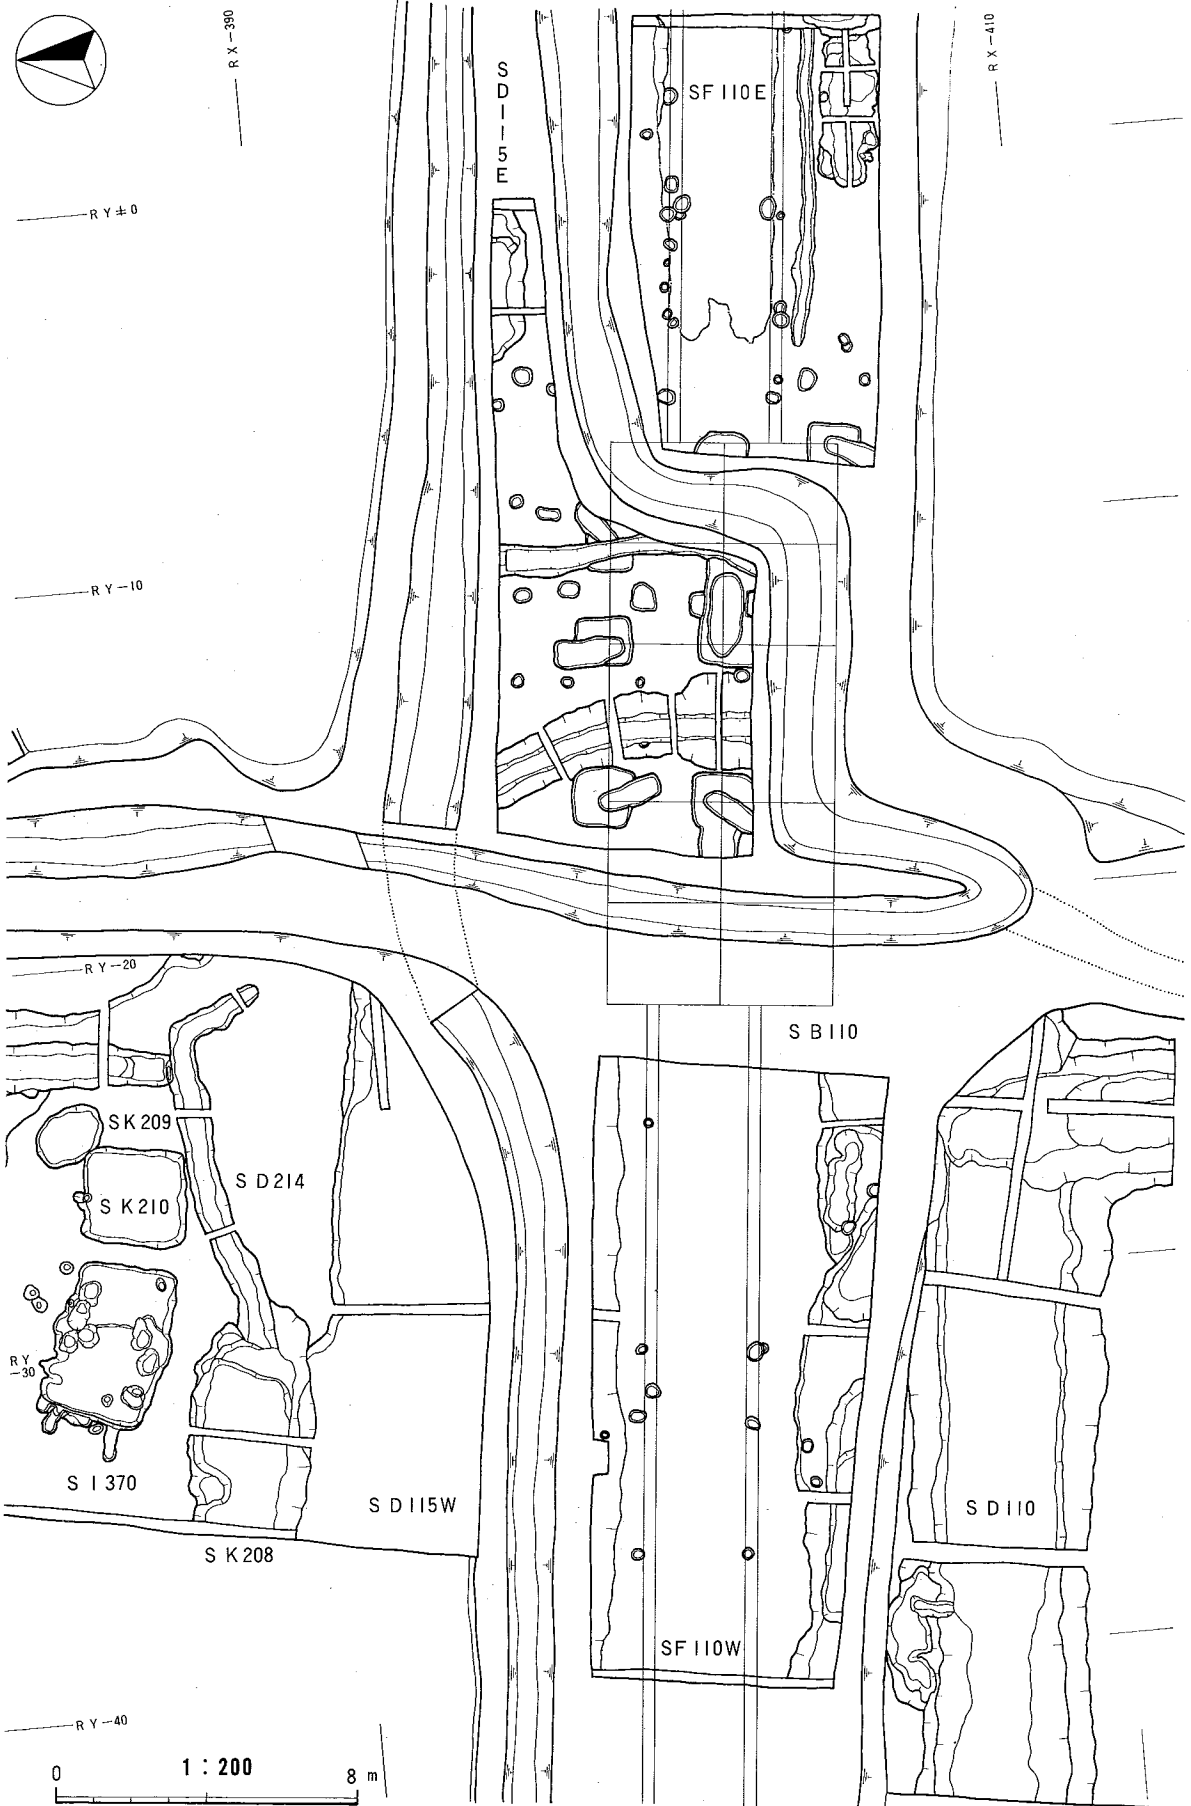 RX-390
RX-410
SD115E
SF110E
RY±0
RY-10
RY-20
SB110
SK209
SD214
SK210
RY
-30
SI370
SD115W
SD110
SK208
SF110W
RY-40
1:200
0 8 m